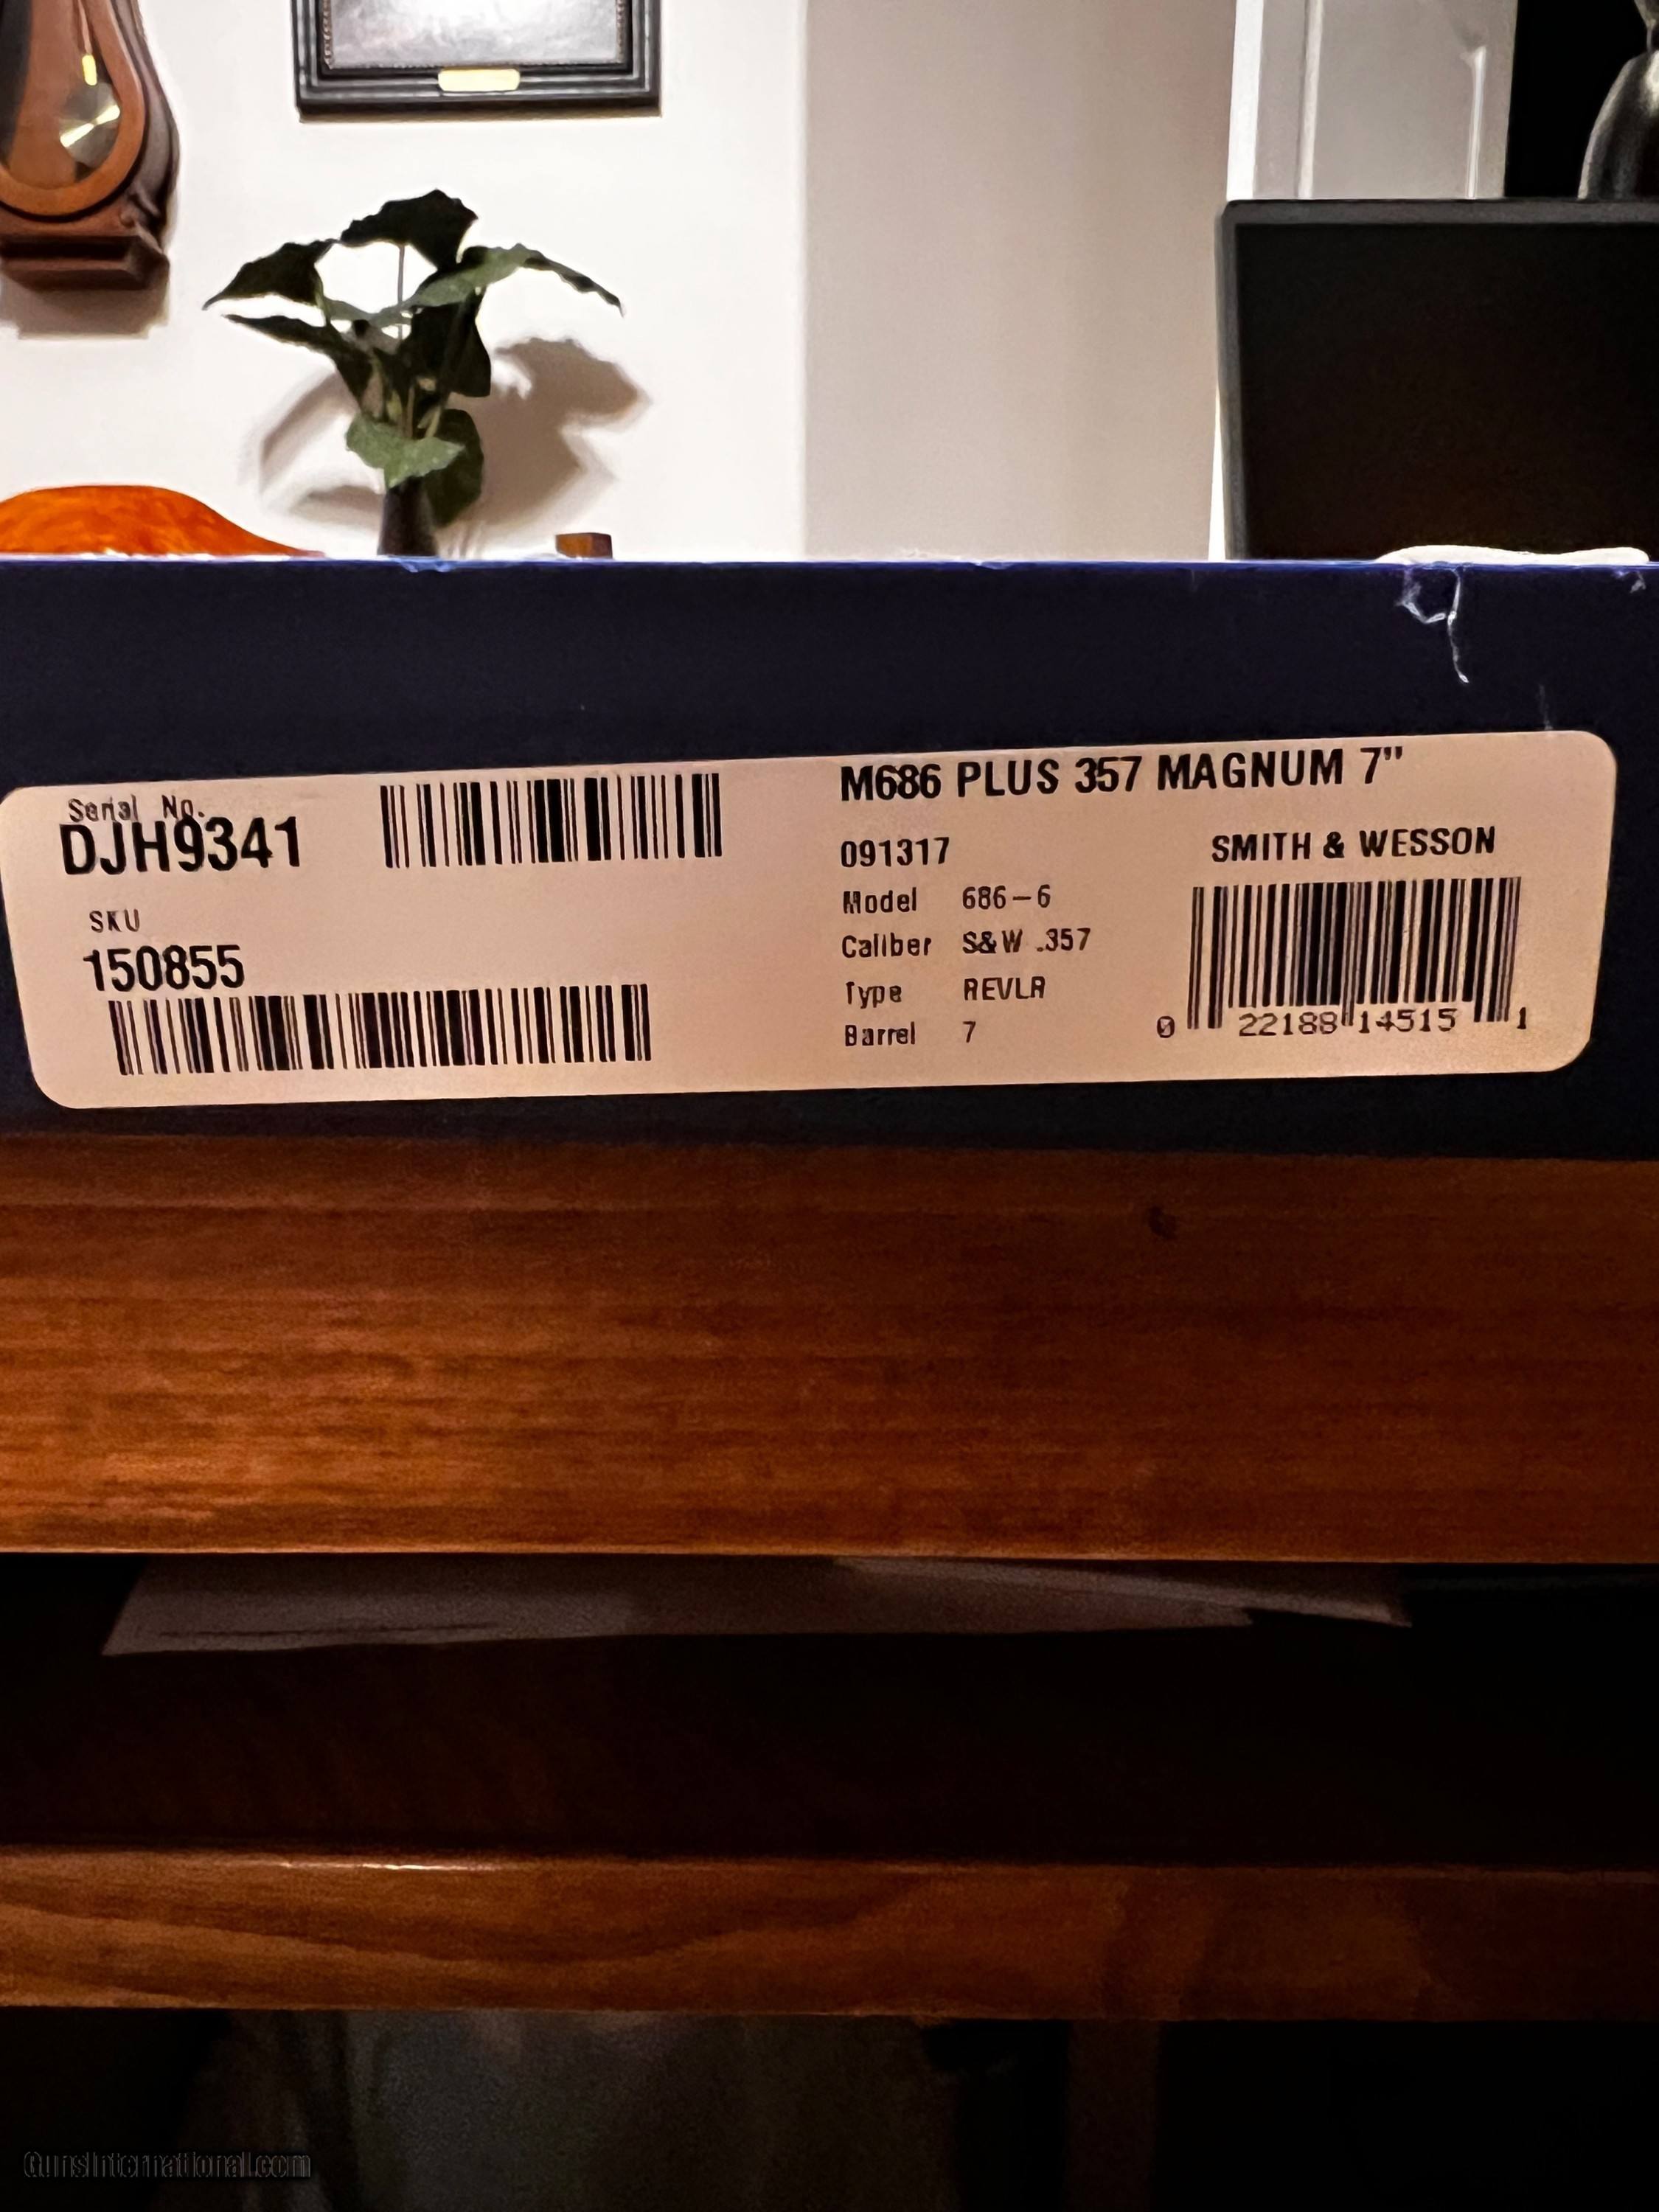 Serial No.
DJH9341
SKU
150855
M686 PLUS 357 MAGNUM 7"
091317
SMITH & WESSON
Model 686-6
Caliber S&W .357
Type REVLR
Barrel 7
0 22188 14515 1
GunsInternational.com